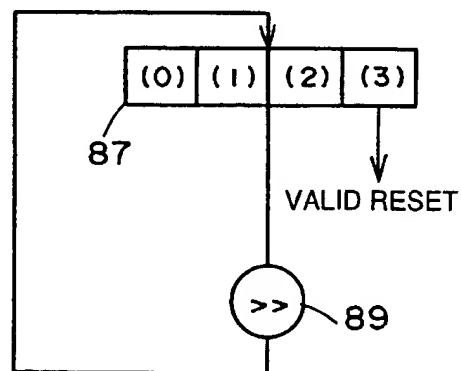 (0) (1) (2) (3)
87
VALID RESET
>>
89